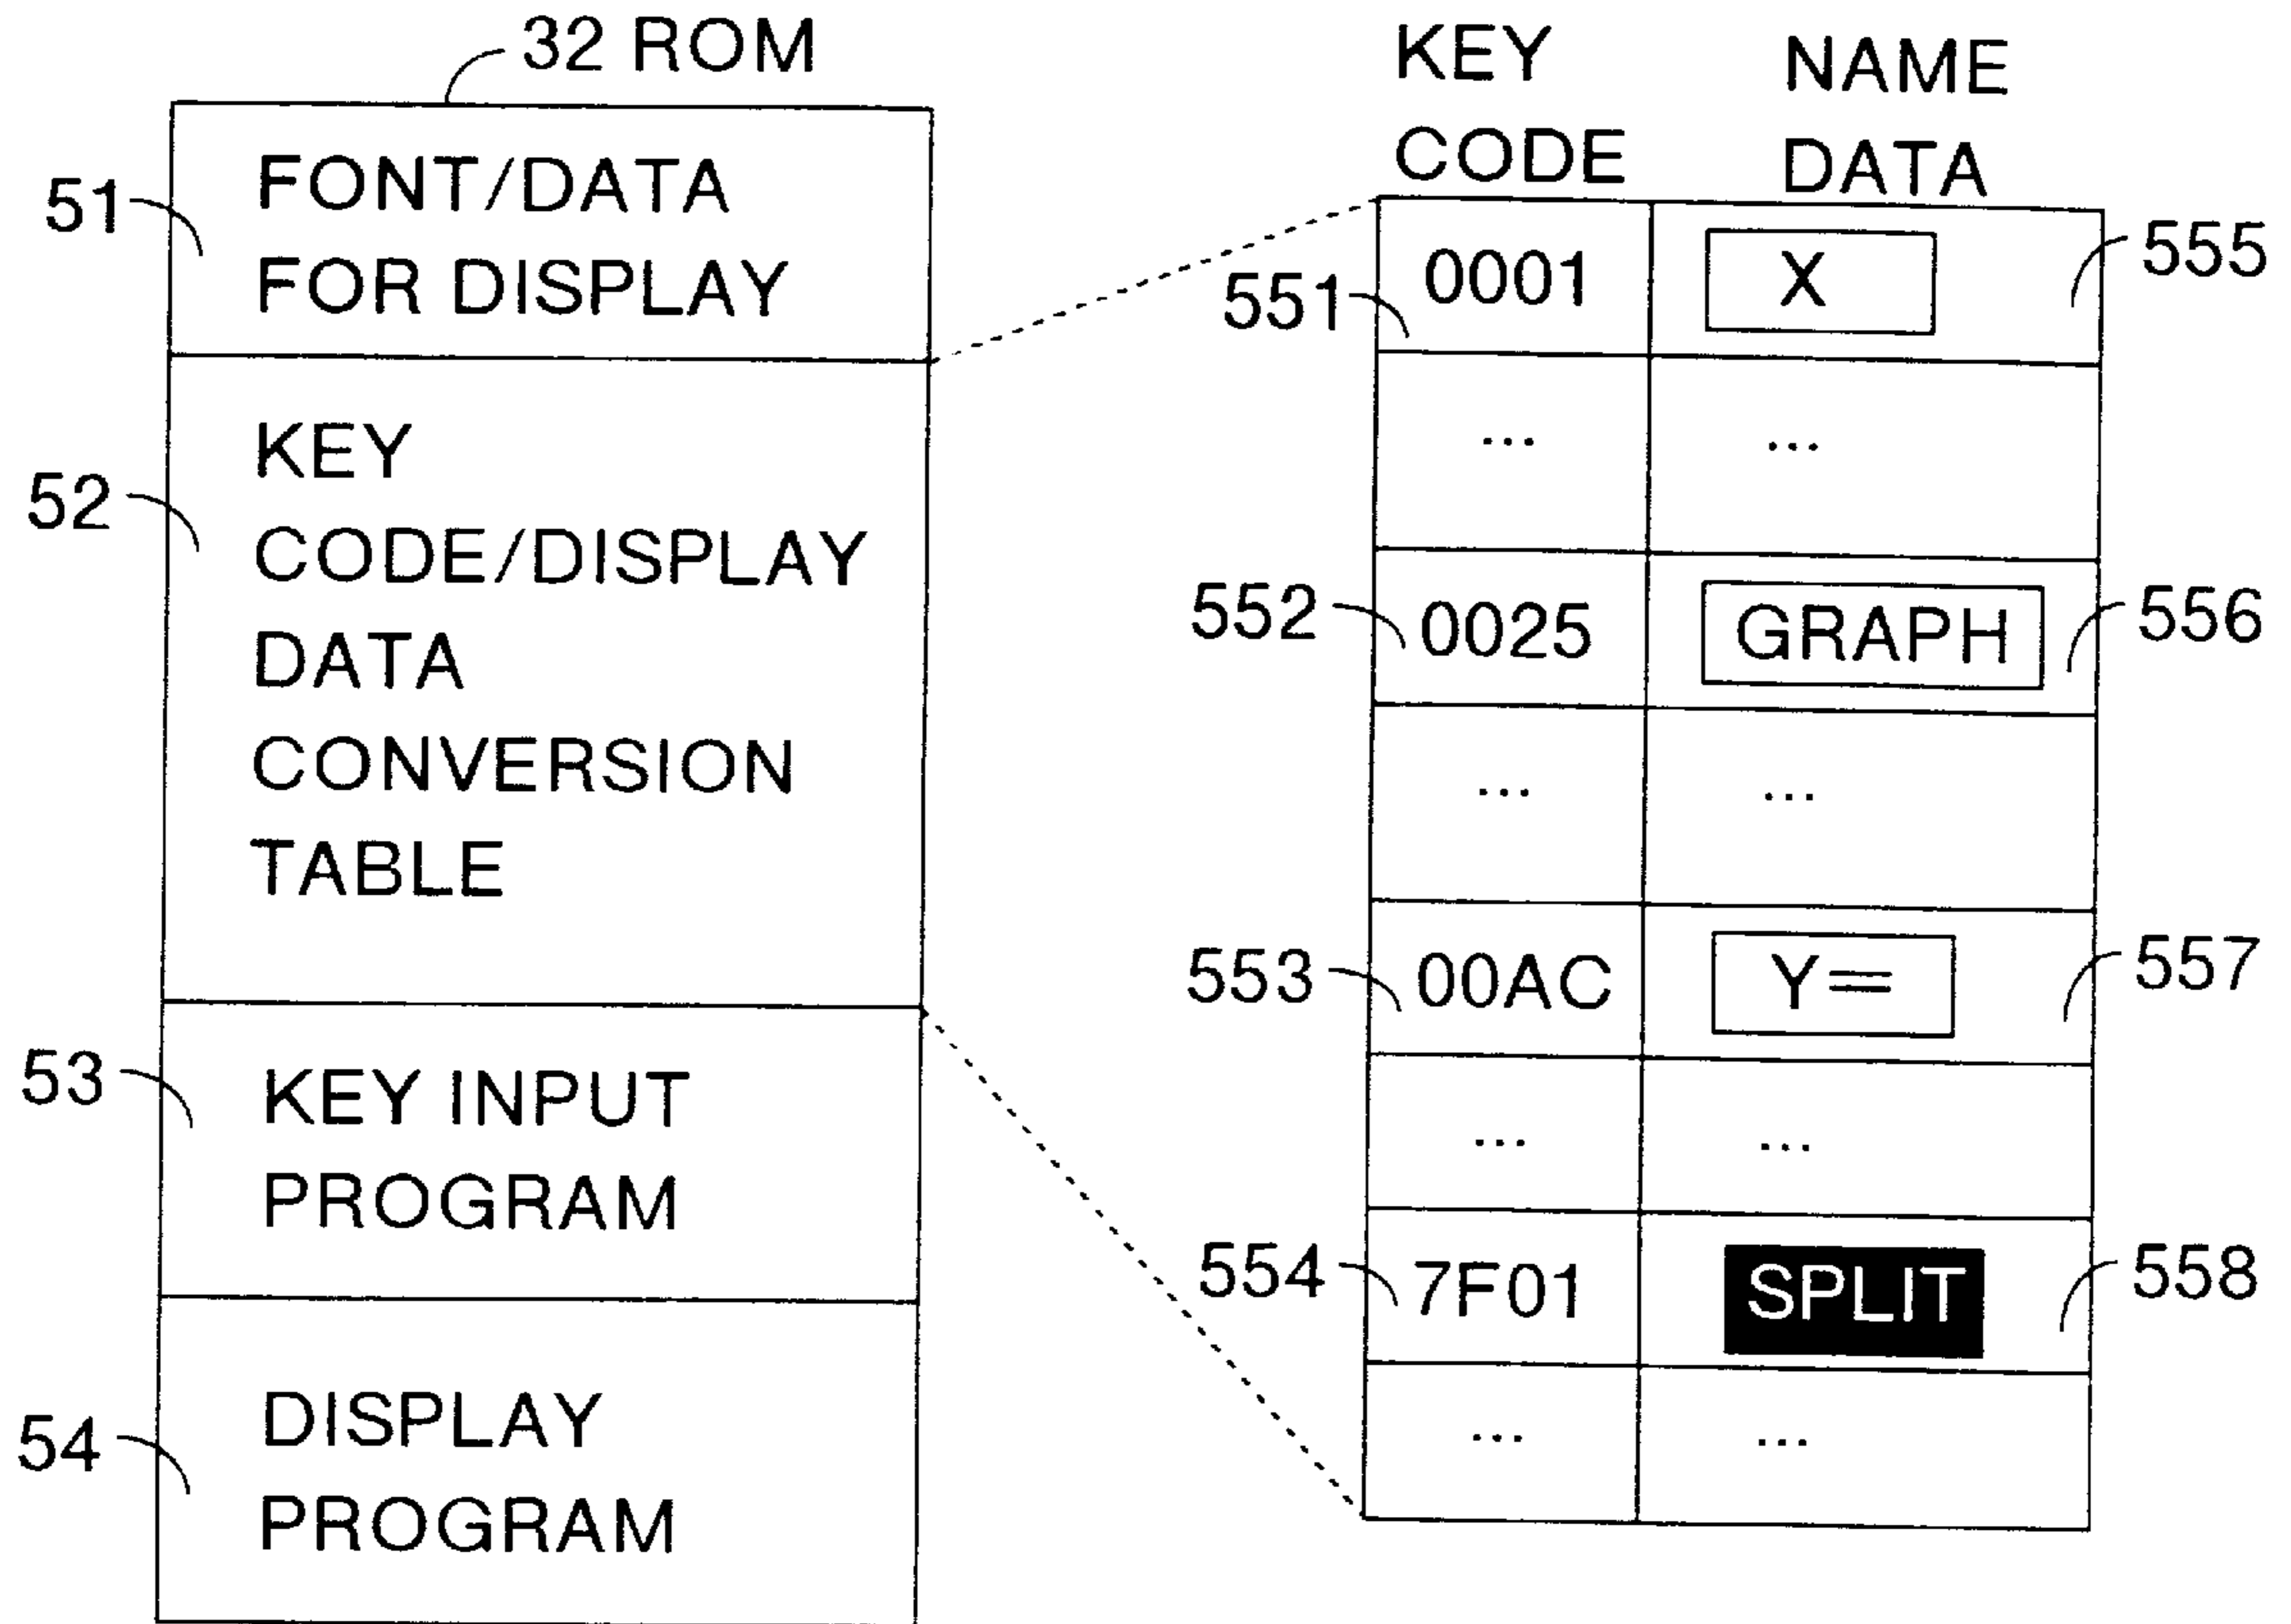 32 ROM
51
FONT/DATA
FOR DISPLAY
52
KEY
CODE/DISPLAY
DATA
CONVERSION
TABLE
53
KEY INPUT
PROGRAM
54
DISPLAY
PROGRAM
KEY
CODE
NAME
DATA
551 0001 X 555
... ...
552 0025 GRAPH 556
... ...
553 00AC Y= 557
... ...
554 7F01 SPLIT 558
... ...